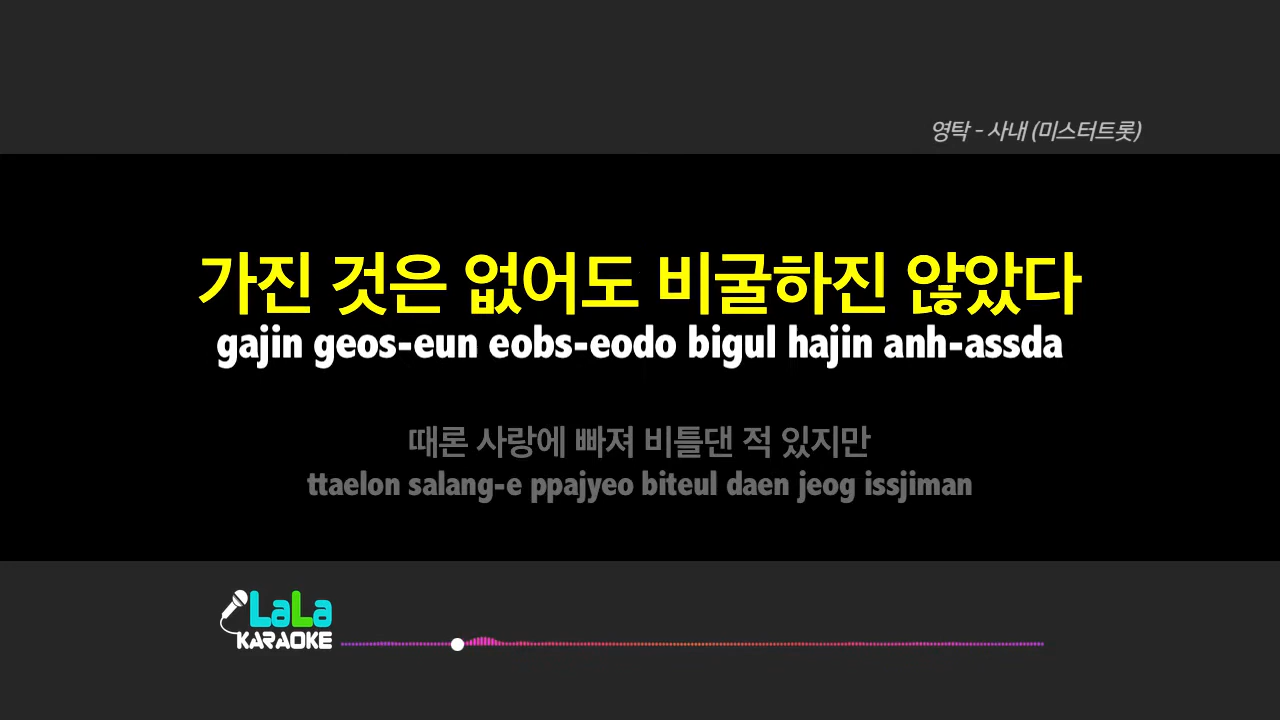 영탁 - 사내 (미스터트롯)
가진 것은 없어도 비굴하진 않았다
gajin geos-eun eobs-eodo bigul hajin anh-assda
때론 사랑에 빠져 비틀댄 적 있지만
ttaelon salang-e ppajyeo biteul daen jeog issjiman
LaLa
KARAOKE